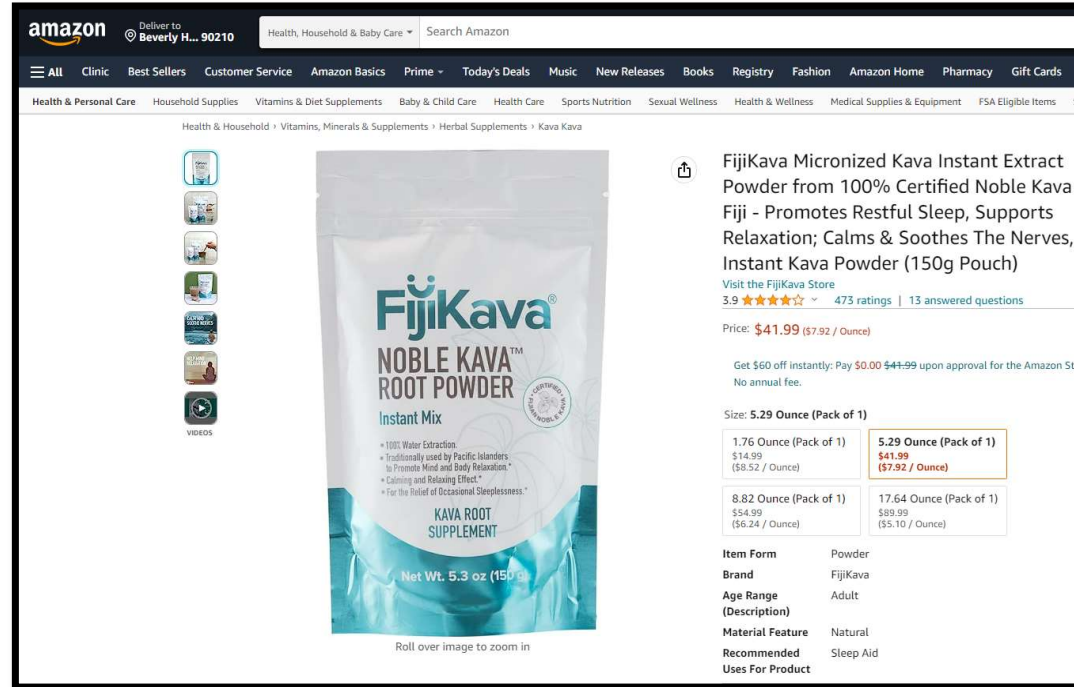 amazon
Deliver to
Beverly H... 90210
Health, Household & Baby Care
Search Amazon
All Clinic Best Sellers Customer Service Amazon Basics Prime Today's Deals Music New Releases Books Registry Fashion Amazon Home Pharmacy Gift Cards
Health & Personal Care Household Supplies Vitamins & Diet Supplements Baby & Child Care Health Care Sports Nutrition Sexual Wellness Health & Wellness Medical Supplies & Equipment FSA Eligible Items
Health & Household › Vitamins, Minerals & Supplements › Herbal Supplements › Kava Kava
VIDEOS
FijiKava®
NOBLE KAVA™
ROOT POWDER
Instant Mix
CERTIFIED
FIJIAN NOBLE KAVA
• 100% Water Extraction.
• Traditionally used by Pacific Islanders
to Promote Mind and Body Relaxation.*
• Calming and Relaxing Effect.*
• For the Relief of Occasional Sleeplessness.*
KAVA ROOT
SUPPLEMENT
Net Wt. 5.3 oz (150 g)
Roll over image to zoom in
FijiKava Micronized Kava Instant Extract
Powder from 100% Certified Noble Kava
Fiji - Promotes Restful Sleep, Supports
Relaxation; Calms & Soothes The Nerves,
Instant Kava Powder (150g Pouch)
Visit the FijiKava Store
3.9 473 ratings | 13 answered questions
Price: $41.99 ($7.92 / Ounce)
Get $60 off instantly: Pay $0.00 $41.99 upon approval for the Amazon St
No annual fee.
Size: 5.29 Ounce (Pack of 1)
1.76 Ounce (Pack of 1)
$14.99
($8.52 / Ounce)
5.29 Ounce (Pack of 1)
$41.99
($7.92 / Ounce)
8.82 Ounce (Pack of 1)
$54.99
($6.24 / Ounce)
17.64 Ounce (Pack of 1)
$89.99
($5.10 / Ounce)
Item Form Powder
Brand FijiKava
Age Range
(Description) Adult
Material Feature Natural
Recommended
Uses For Product Sleep Aid